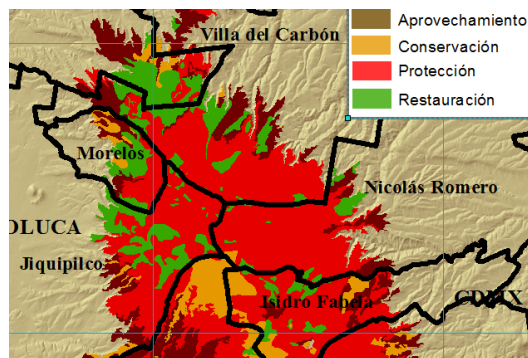 Villa del Carbón
Aprovechamiento
Conservación
Protección
Restauración
Morelos
Nicolás Romero
OLUCA
Jiquipilco
Isidro Fabela
CDMX